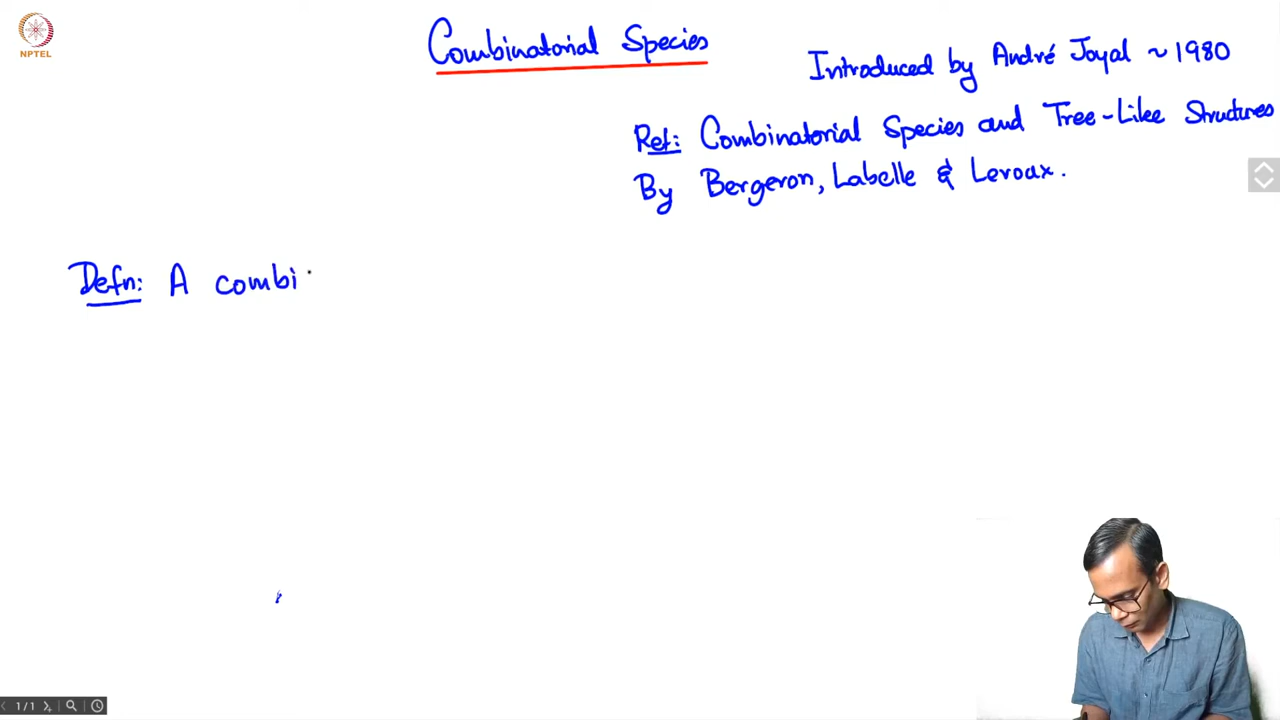 NPTEL
Combinatorial Species
Introduced by André Joyal ~ 1980
Ref: Combinatorial Species and Tree-Like Structures
By Bergeron, Labelle & Leroux.
Defn: A combi
1/1